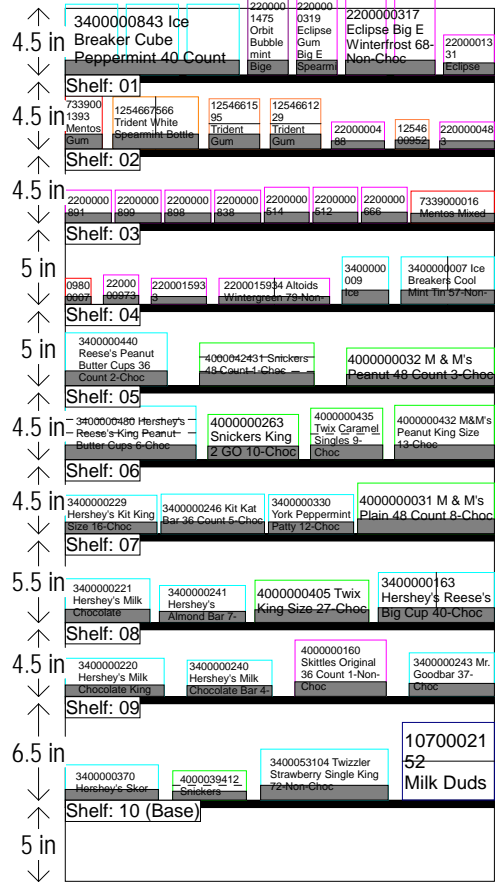 4.5 in
3400000843 Ice
Breaker Cube
Peppermint 40 Count
22000
1475
Orbit
Bubble
mint
Bige
22000
0319
Eclipse
Gum
Big E
Spearmi
2200000317
Eclipse Big E
Winterfrost 68-
Non-Choc
22000013
31
Eclipse
Shelf: 01
4.5 in
733900
1393
Mentos
Gum
1254667566
Trident White
Spearmint Bottle
12546615
95
Trident
Gum
125466126
29
Trident
Gum
220000004
88
12546
00952
220000048
3
Shelf: 02
4.5 in
2200000
891
2200000
899
2200000
898
2200000
838
2200000
514
2200000
512
2200000
666
7339000016
Mentos Mixed
Shelf: 03
5 in
0980
0007
22000
00973
220001593
3
2200015934 Altoids
Wintergreen 79-Non-
3400000
009
Ice
3400000007 Ice
Breakers Cool
Mint Tin 57-Non-
Shelf: 04
5 in
3400000440
Reese's Peanut
Butter Cups 36
Count 2-Choc
4000042431 Snickers
48 Count 1-Choc
4000000032 M & M's
Peanut 48 Count 3-Choc
Shelf: 05
4.5 in
3400000480 Hershey's
Reese's King Peanut
Butter Cups 6-Choc
4000000263
Snickers King
2 GO 10-Choc
4000000435
Twix Caramel
Singles 9-
Choc
4000000432 M&M's
Peanut King Size
13-Choc
Shelf: 06
4.5 in
3400000229
Hershey's Kit King
Size 16-Choc
3400000246 Kit Kat
Bar 36 Count 5-Choc
3400000330
York Peppermint
Patty 12-Choc
4000000031 M & M's
Plain 48 Count 8-Choc
Shelf: 07
5.5 in
3400000221
Hershey's Milk
Chocolate
3400000241
Hershey's
Almond Bar 7-
4000000405 Twix
King Size 27-Choc
3400000163
Hershey's Reese's
Big Cup 40-Choc
Shelf: 08
4.5 in
3400000220
Hershey's Milk
Chocolate King
3400000240
Hershey's Milk
Chocolate Bar 4-
4000000160
Skittles Original
36 Count 1-Non-
Choc
3400000243 Mr.
Goodbar 37-
Choc
Shelf: 09
6.5 in
3400000370
Hershey's Skor
4000039412
Snickers
3400053104 Twizzler
Strawberry Single King
72-Non-Choc
10700021
52
Milk Duds
Shelf: 10 (Base)
5 in